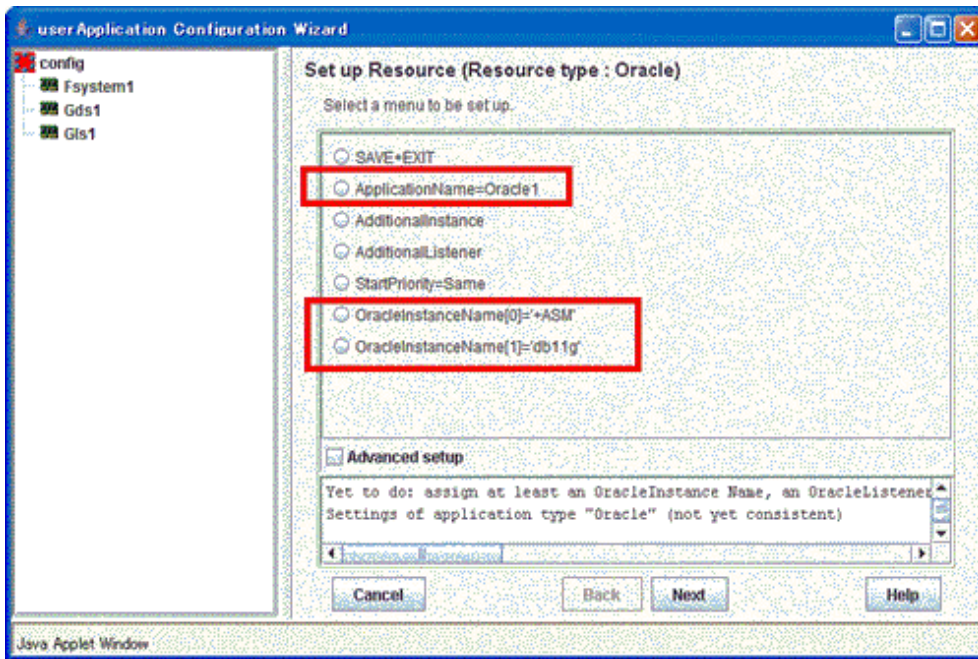 userApplication Configuration Wizard
config
Fsystem1
Gds1
Gls1
Set up Resource (Resource type : Oracle)
Select a menu to be set up.
SAVE+EXIT
ApplicationName=Oracle1
AdditionalInstance
AdditionalListener
StartPriority=Same
OracleInstanceName[0]='+ASM'
OracleInstanceName[1]='db11g'
Advanced setup
Yet to do: assign at least an OracleInstance Name, an OracleListener
Settings of application type "Oracle" (not yet consistent)
Cancel
Back
Next
Help
Java Applet Window